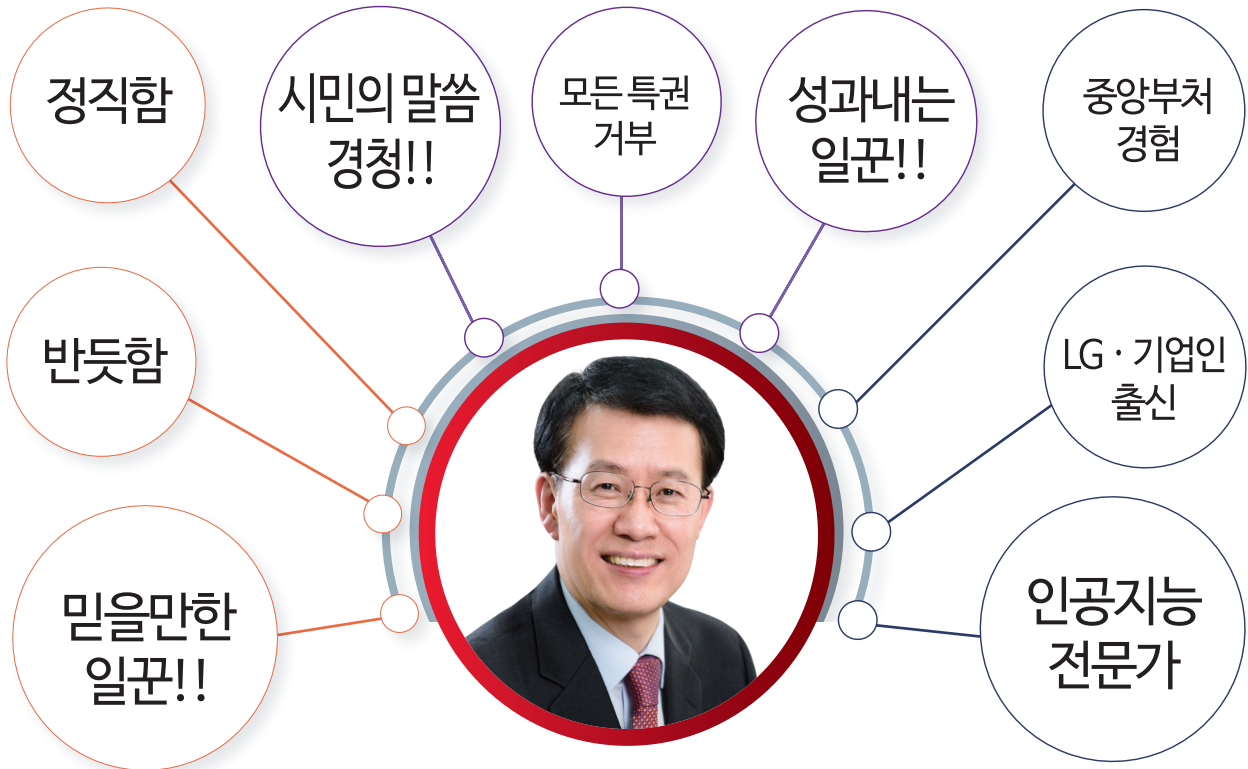 정직함
시민의 말씀
경청!!
모든 특권
거부
성과내는
일꾼!!
중앙부처
경험
반듯함
LG · 기업인
출신
믿을만한
일꾼!!
인공지능
전문가